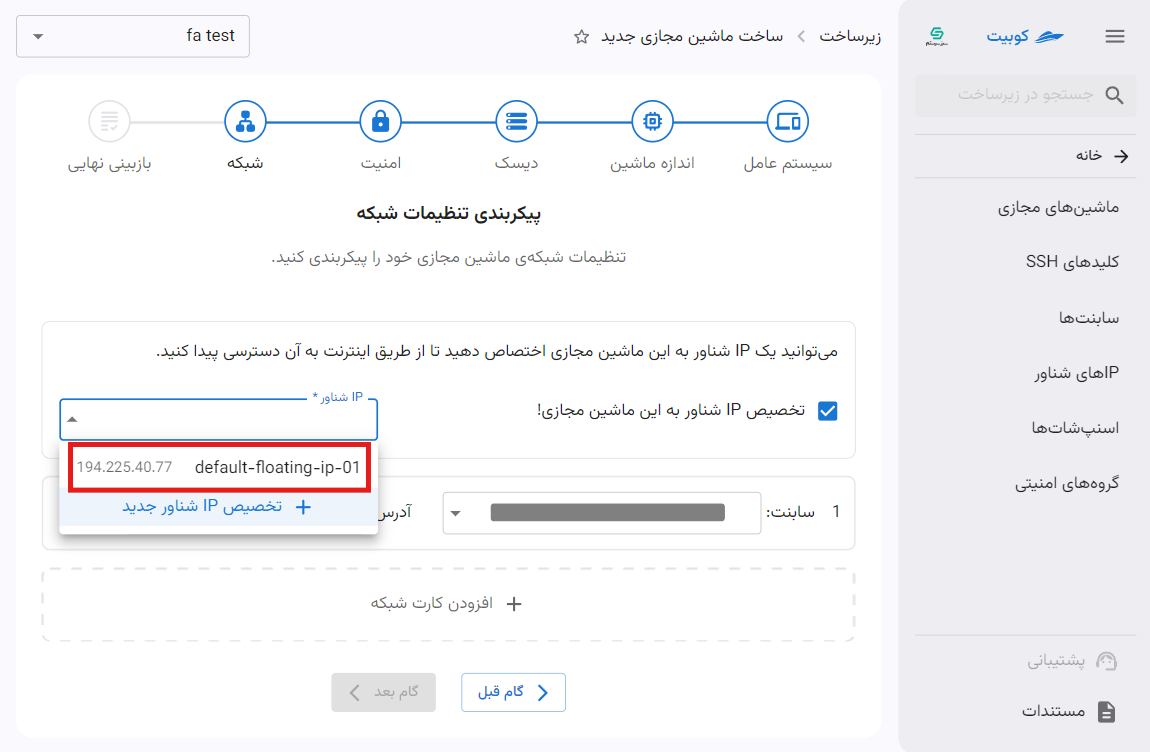 کوبیت
جستجو در زیرساخت
خانه
ماشین‌های مجازی
کلیدهای SSH
سابنت‌ها
IPهای شناور
اسنپ‌شات‌ها
گروه‌های امنیتی
پشتیبانی
مستندات
زیرساخت > ساخت ماشین مجازی جدید
fa test
سیستم عامل
اندازه ماشین
دیسک
امنیت
شبکه
بازبینی نهایی
پیکربندی تنظیمات شبکه
تنظیمات شبکه‌ی ماشین مجازی خود را پیکربندی کنید.
می‌توانید یک IP شناور به این ماشین مجازی اختصاص دهید تا از طریق اینترنت به آن دسترسی پیدا کنید.
تخصیص IP شناور به این ماشین مجازی!
IP شناور *
default-floating-ip-01 194.225.40.77
+ تخصیص IP شناور جدید
1 سابنت: آدرس
+ افزودن کارت شبکه
گام قبل
گام بعد